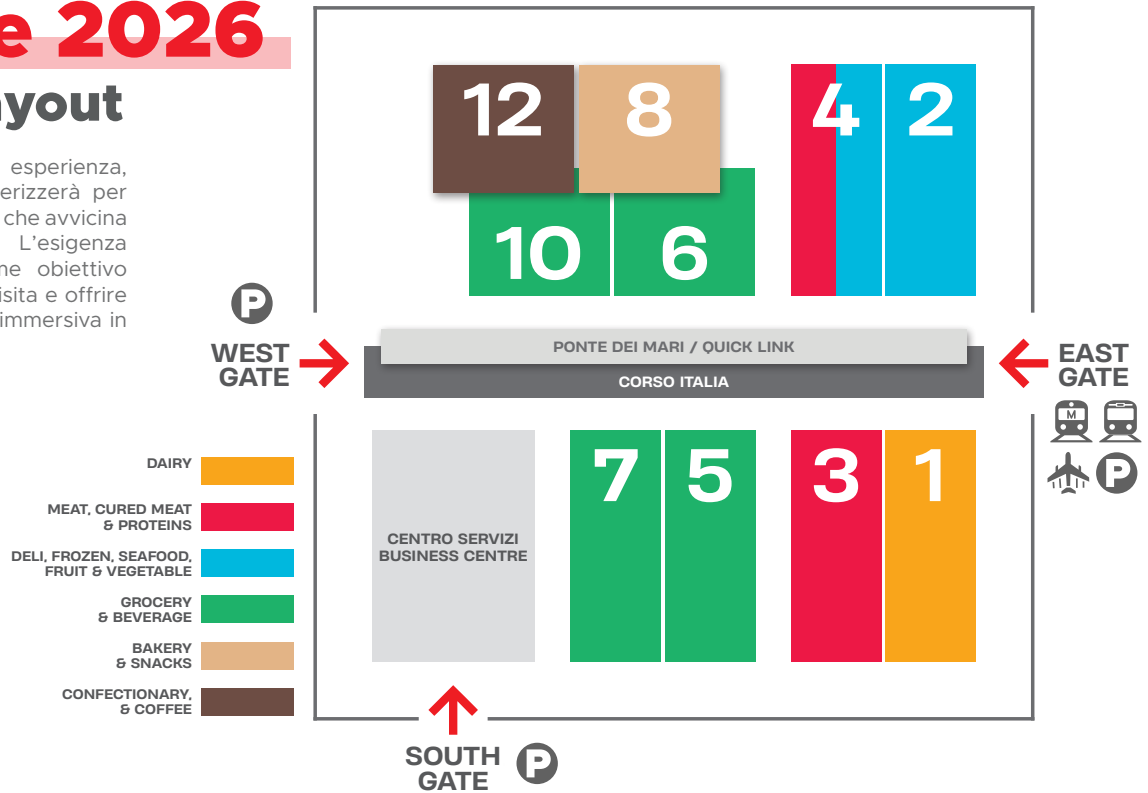 e 2026
ayout
esperienza,
erizzerà per
che avvicina
L'esigenza
me obiettivo
isita e offrire
immersiva in
12
8
4
2
10
6
P
WEST
GATE
PONTE DEI MARI / QUICK LINK
CORSO ITALIA
EAST
GATE
M
P
7
5
3
1
CENTRO SERVIZI
BUSINESS CENTRE
DAIRY
MEAT, CURED MEAT
& PROTEINS
DELI, FROZEN, SEAFOOD,
FRUIT & VEGETABLE
GROCERY
& BEVERAGE
BAKERY
& SNACKS
CONFECTIONARY,
& COFFEE
SOUTH
GATE
P